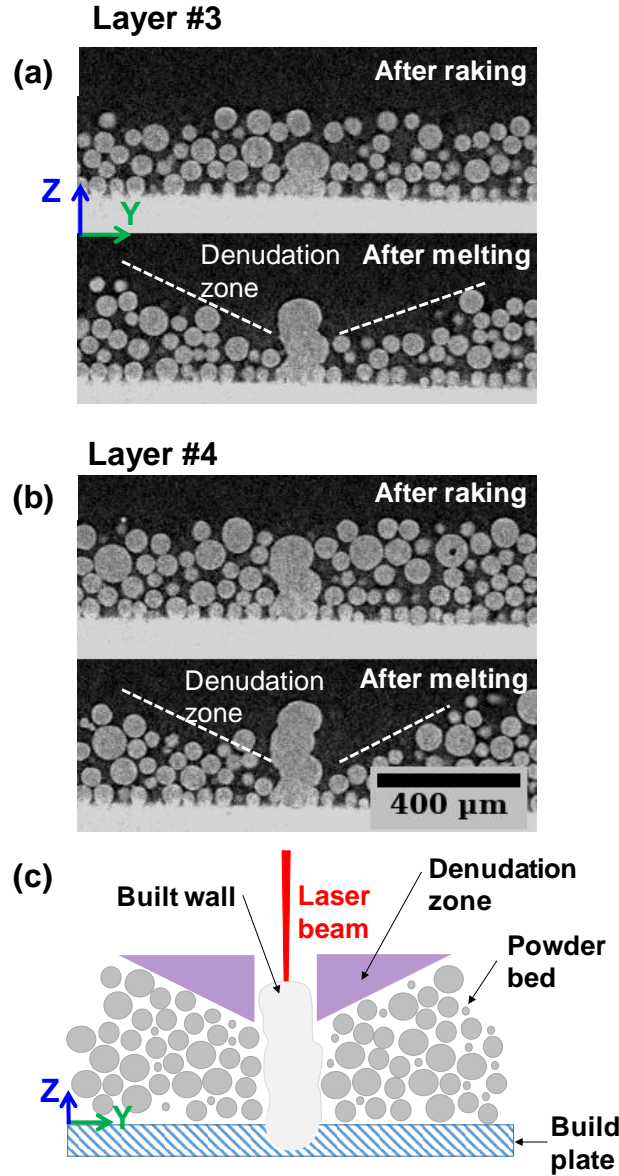 Layer #3
(a)
After raking
Z
Y
Denudation
zone
After melting
Layer #4
(b)
After raking
Denudation
zone
After melting
400 µm
(c)
Built wall
Laser
beam
Denudation
zone
Powder
bed
Z
Y
Build
plate